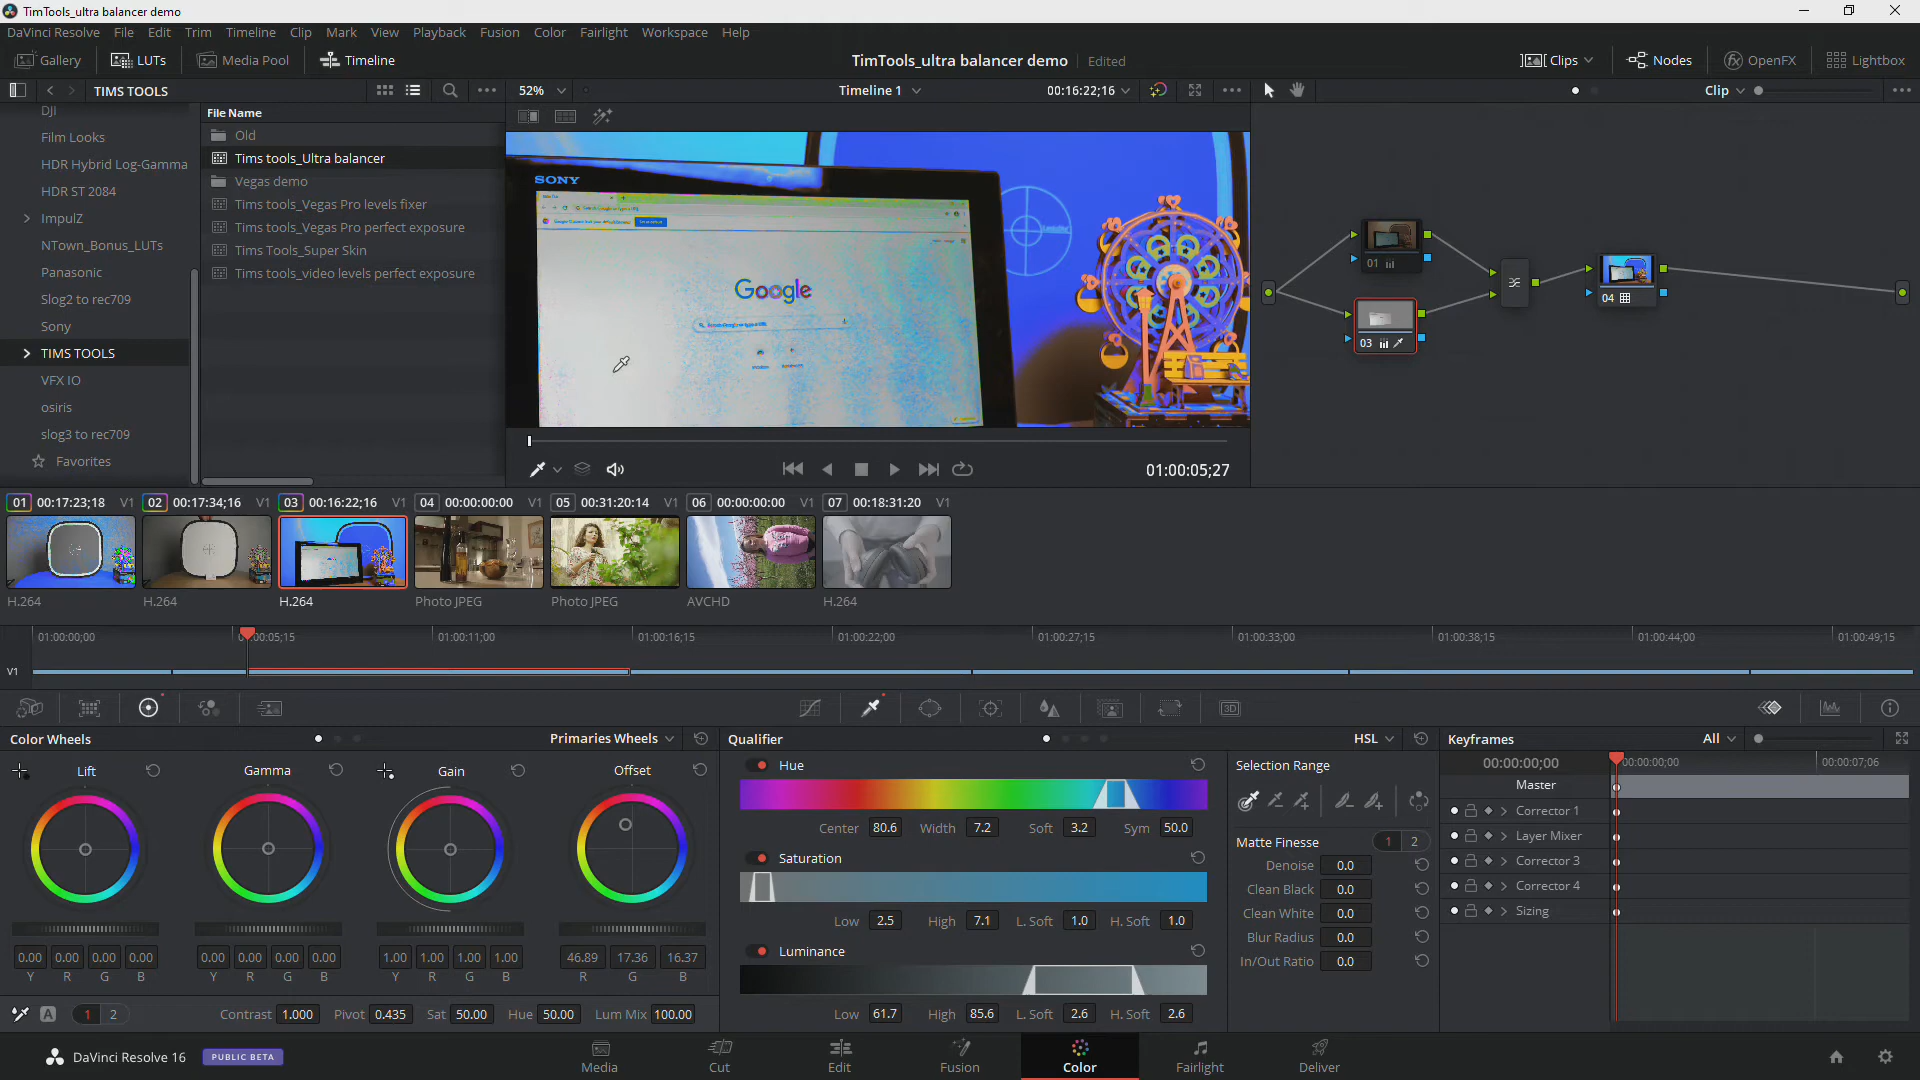 TimTools_ultra balancer demo
DaVinci Resolve File Edit Trim Timeline Clip Mark View Playback Fusion Color Fairlight Workspace Help
Gallery LUTs Media Pool Timeline TimTools_ultra balancer demo Edited Clips Nodes OpenFX Lightbox
TIMS TOOLS 52% Timeline 1 00:16:22;16 Clip
DJI
Film Looks
HDR Hybrid Log-Gamma
HDR ST 2084
ImpulZ
NTown_Bonus_LUTs
Panasonic
Slog2 to rec709
Sony
TIMS TOOLS
VFX IO
osiris
slog3 to rec709
Favorites
File Name
Old
Tims tools_Ultra balancer
Vegas demo
Tims tools_Vegas Pro levels fixer
Tims tools_Vegas Pro perfect exposure
Tims Tools_Super Skin
Tims tools_video levels perfect exposure
SONY
Google
01:00:05;27
01
03
04
01 00:17:23;18 V1 02 00:17:34;16 V1 03 00:16:22;16 V1 04 00:00:00:00 V1 05 00:31:20:14 V1 06 00:00:00:00 V1 07 00:18:31:20 V1
H.264 H.264 H.264 Photo JPEG Photo JPEG AVCHD H.264
01:00:00;00 01:00:05;15 01:00:11;00 01:00:16;15 01:00:22;00 01:00:27;15 01:00:33;00 01:00:38;15 01:00:44;00 01:00:49;15
V1
Color Wheels Primaries Wheels
Lift Gamma Gain Offset
0.00 0.00 0.00 0.00 0.00 0.00 0.00 0.00 1.00 1.00 1.00 1.00 46.89 17.36 16.37
Y R G B Y R G B Y R G B R G B
A 1 2 Contrast 1.000 Pivot 0.435 Sat 50.00 Hue 50.00 Lum Mix 100.00
Qualifier HSL
Hue
Center 80.6 Width 7.2 Soft 3.2 Sym 50.0
Saturation
Low 2.5 High 7.1 L. Soft 1.0 H. Soft 1.0
Luminance
Low 61.7 High 85.6 L. Soft 2.6 H. Soft 2.6
Selection Range
Matte Finesse 1 2
Denoise 0.0
Clean Black 0.0
Clean White 0.0
Blur Radius 0.0
In/Out Ratio 0.0
3D
Keyframes All
00:00:00;00 00:00:00;00 00:00:07;06
Master
Corrector 1
Layer Mixer
Corrector 3
Corrector 4
Sizing
DaVinci Resolve 16 PUBLIC BETA Media Cut Edit Fusion Color Fairlight Deliver